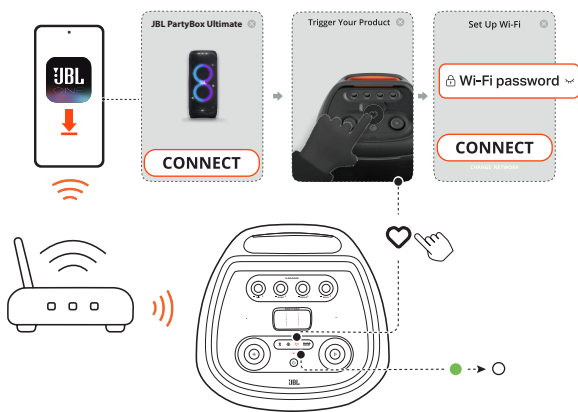 JBL
ONE
JBL PartyBox Ultimate
CONNECT
Trigger Your Product
Set Up Wi-Fi
Wi-Fi password
CONNECT
CHANGE NETWORK
JBL